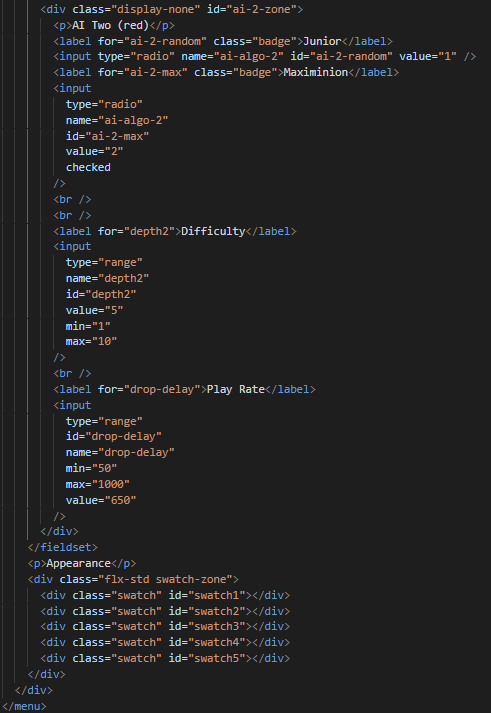 <div class="display-none" id="ai-2-zone">
<p>AI Two (red)</p>
<label for="ai-2-random" class="badge">Junior</label>
<input type="radio" name="ai-algo-2" id="ai-2-random" value="1" />
<label for="ai-2-max" class="badge">Maximinion</label>
<input
type="radio"
name="ai-algo-2"
id="ai-2-max"
value="2"
checked
/>
<br />
<br />
<label for="depth2">Difficulty</label>
<input
type="range"
name="depth2"
id="depth2"
value="5"
min="1"
max="10"
/>
<br />
<label for="drop-delay">Play Rate</label>
<input
type="range"
id="drop-delay"
name="drop-delay"
min="50"
max="1000"
value="650"
/>
</div>
</fieldset>
<p>Appearance</p>
<div class="flx-std swatch-zone">
<div class="swatch" id="swatch1"></div>
<div class="swatch" id="swatch2"></div>
<div class="swatch" id="swatch3"></div>
<div class="swatch" id="swatch4"></div>
<div class="swatch" id="swatch5"></div>
</div>
</div>
</menu>